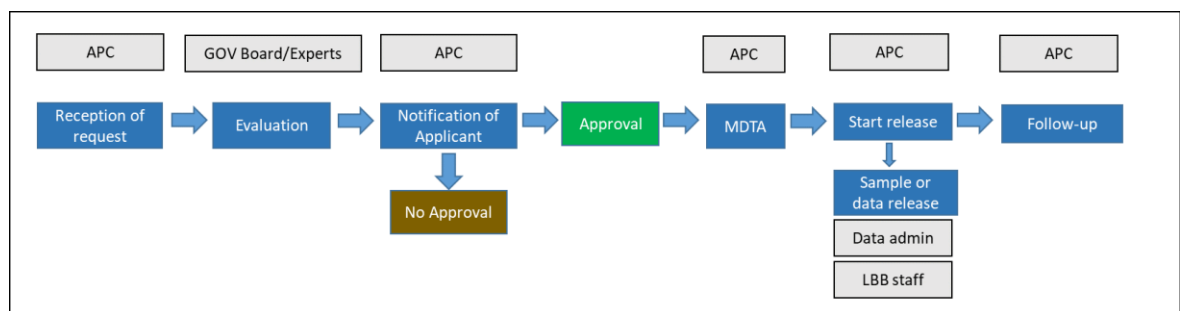 APC
GOV Board/Experts
APC
APC
APC
APC
Reception of
request
Evaluation
Notification of
Applicant
Approval
MDTA
Start release
Follow-up
No Approval
Sample or
data release
Data admin
LBB staff